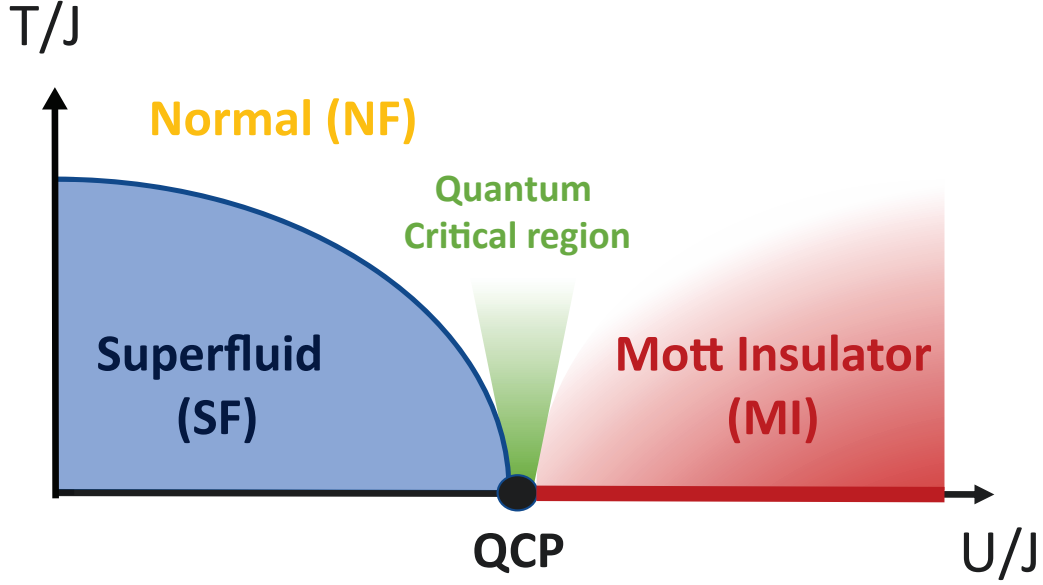 T/J
Normal (NF)
Quantum
Critical region
Superfluid
(SF)
Mott Insulator
(MI)
QCP
U/J